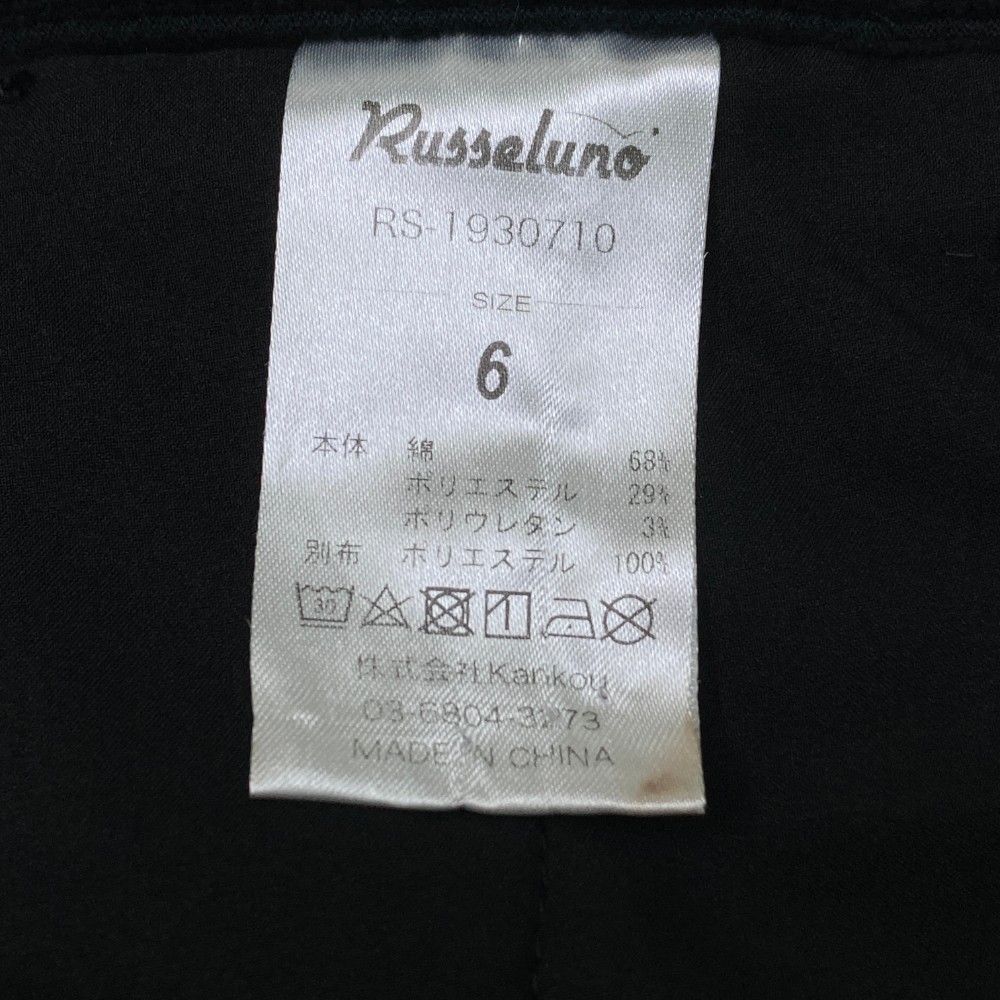 Russeluno
RS-1930710
SIZE
6
本体 綿 68%
ポリエステル 29%
ポリウレタン 3%
別布 ポリエステル 100%
30
株式会社Kankou
03-6804-3273
MADE IN CHINA